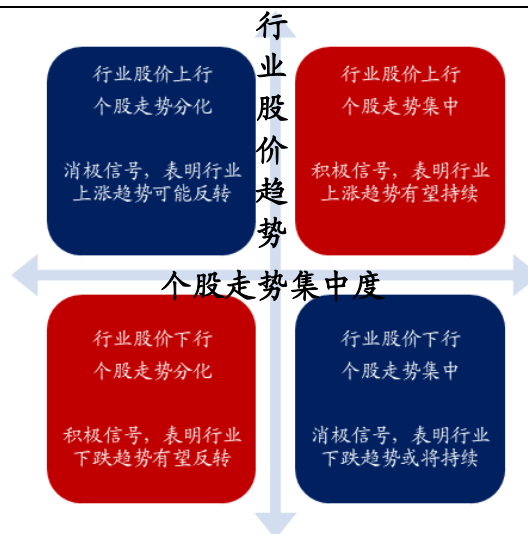 行业股价趋势
行业股价上行
个股走势分化
消极信号，表明行业
上涨趋势可能反转
行业股价上行
个股走势集中
积极信号，表明行业
上涨趋势有望持续
个股走势集中度
行业股价下行
个股走势分化
积极信号，表明行业
下跌趋势有望反转
行业股价下行
个股走势集中
消极信号，表明行业
下跌趋势或将持续